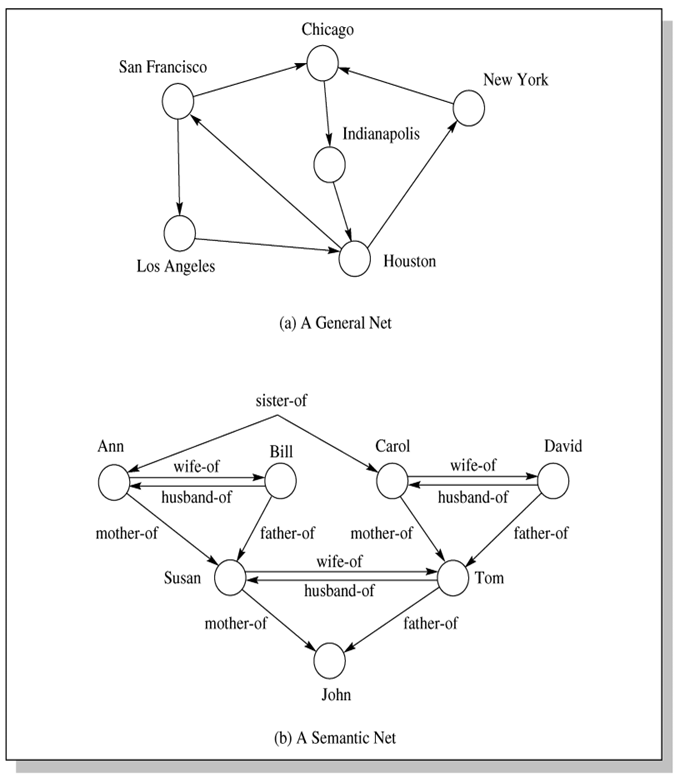 Chicago
San Francisco
New York
Indianapolis
Los Angeles
Houston
(a) A General Net
sister-of
Ann
Bill
Carol
David
wife-of
wife-of
husband-of
husband-of
mother-of
father-of
mother-of
father-of
wife-of
Susan
Tom
husband-of
mother-of
father-of
John
(b) A Semantic Net